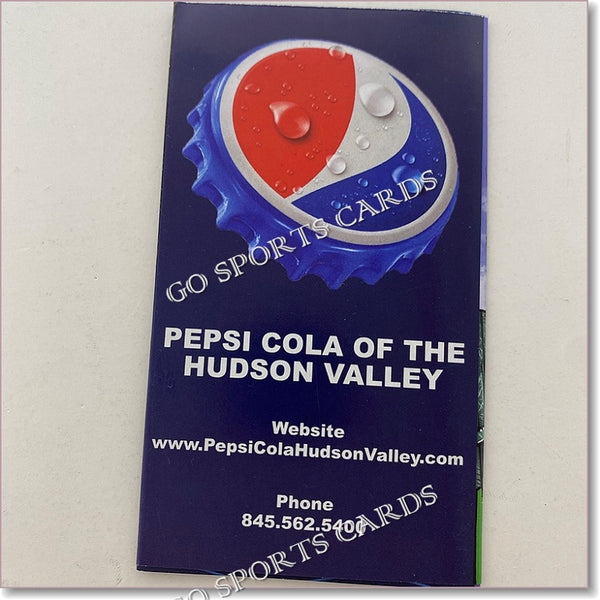 GO SPORTS CARDS
PEPSI COLA OF THE
HUDSON VALLEY
Website
www.PepsiColaHudsonValley.com
Phone
845.562.5400
GO SPORTS CARDS